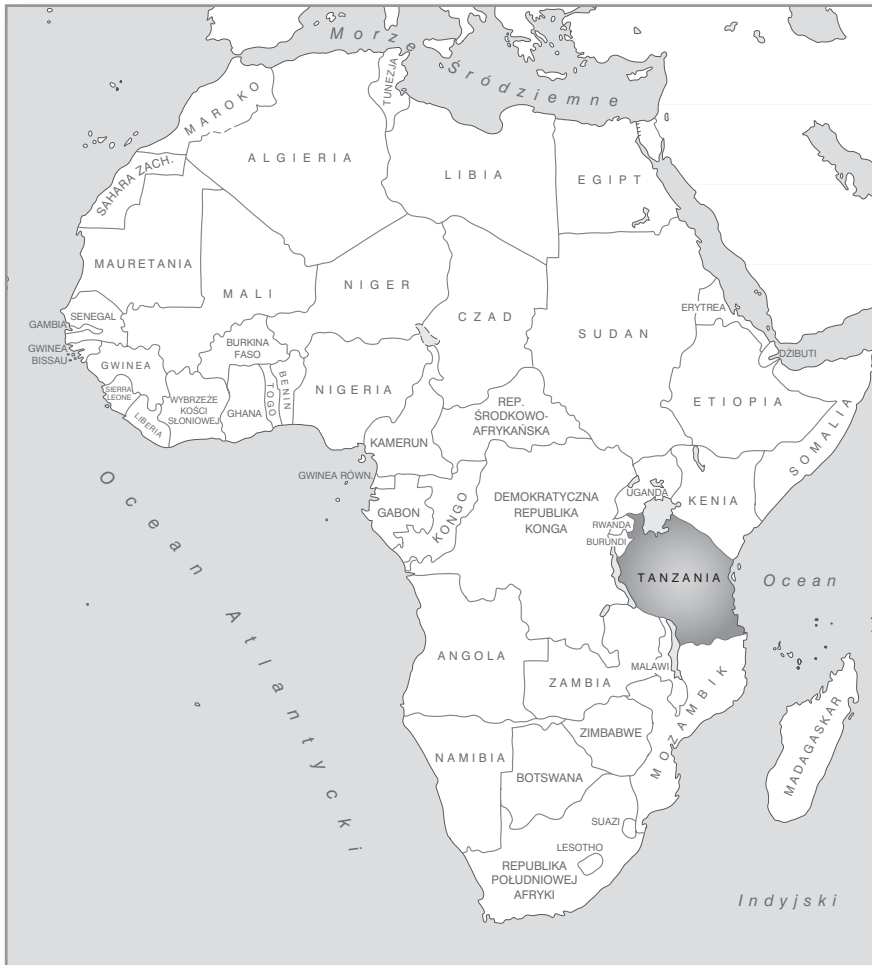 Morze
Śródziemne
TUNEZJA
MAROKO
ALGIERIA
LIBIA
EGIPT
SAHARA ZACH.
MAURETANIA
MALI
NIGER
CZAD
SUDAN
ERYTREA
SENEGAL
GAMBIA
GWINEA
BISSAU
GWINEA
SIERRA
LEONE
LIBERIA
WYBRZEŻE
KOŚCI
SŁONIOWEJ
BURKINA
FASO
GHANA
TOGO
BENIN
NIGERIA
DŻIBUTI
ETIOPIA
SOMALIA
REP.
ŚRODKOWO-
AFRYKAŃSKA
KAMERUN
GWINEA RÓWN.
GABON
KONGO
DEMOKRATYCZNA
REPUBLIKA
KONGA
UGANDA
KENIA
RWANDA
BURUNDI
TANZANIA
Ocean
Ocean Atlantycki
ANGOLA
ZAMBIA
MALAWI
MOZAMBIK
ZIMBABWE
MADAGASKAR
NAMIBIA
BOTSWANA
SUAZI
LESOTHO
REPUBLIKA
POŁUDNIOWEJ
AFRYKI
Indyjski